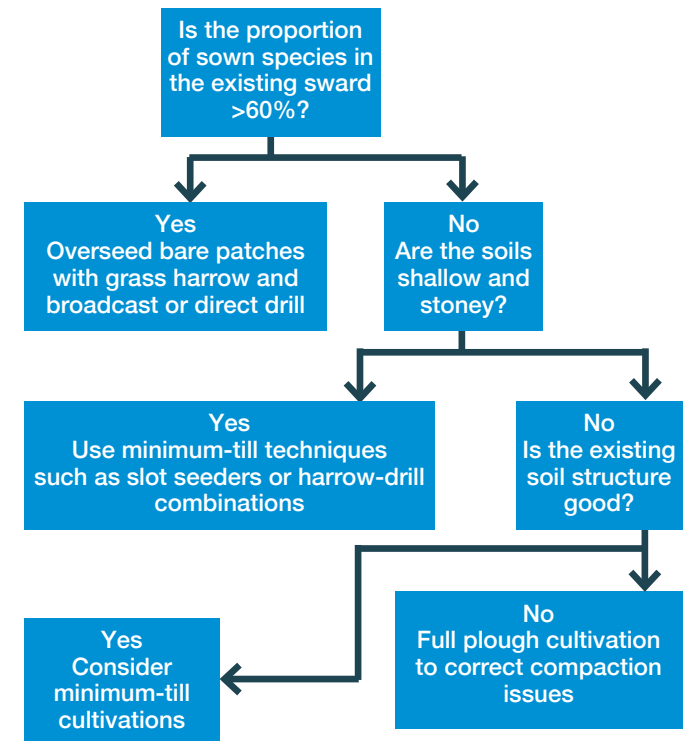 Is the proportion
of sown species in
the existing sward
>60%?
Yes
Overseed bare patches
with grass harrow and
broadcast or direct drill
No
Are the soils
shallow and
stoney?
Yes
Use minimum-till techniques
such as slot seeders or harrow-drill
combinations
No
Is the existing
soil structure
good?
Yes
Consider
minimum-till
cultivations
No
Full plough cultivation
to correct compaction
issues